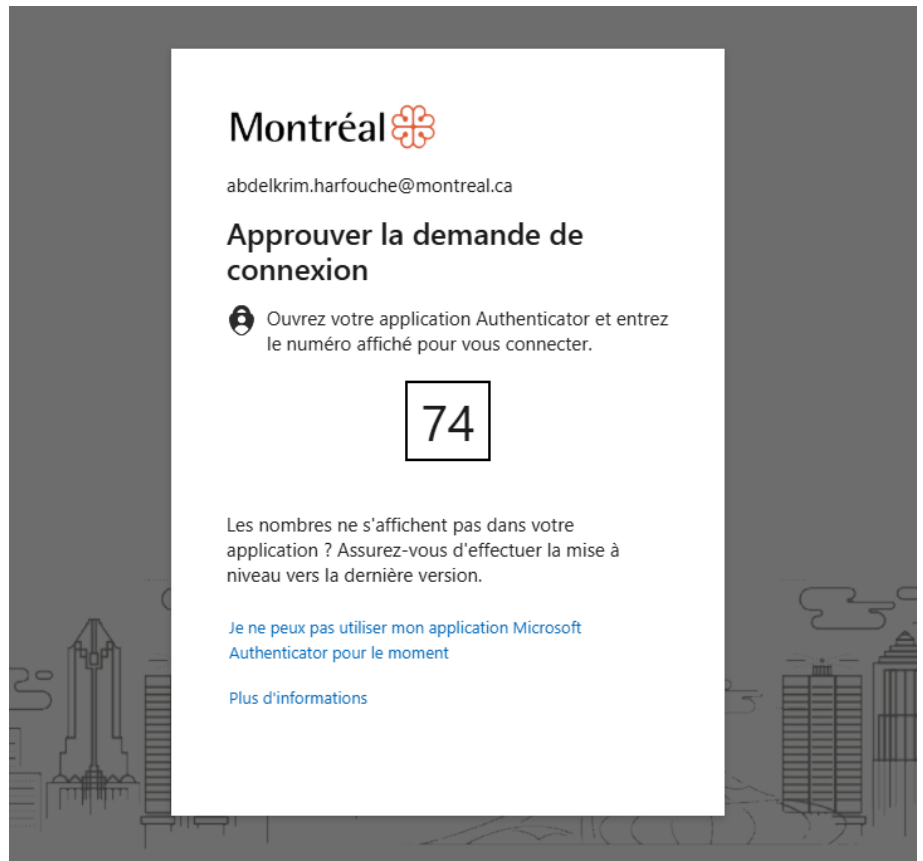 Montréal
abdelkrim.harfouche@montreal.ca
Approuver la demande de
connexion
Ouvrez votre application Authenticator et entrez
le numéro affiché pour vous connecter.
74
Les nombres ne s'affichent pas dans votre
application ? Assurez-vous d'effectuer la mise à
niveau vers la dernière version.
Je ne peux pas utiliser mon application Microsoft
Authenticator pour le moment
Plus d'informations